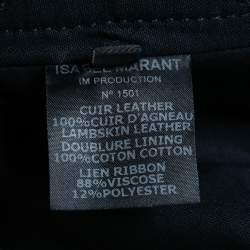 ISABEL MARANT
IM PRODUCTION
N° 1501
CUIR LEATHER
100%CUIR D'AGNEAU
LAMBSKIN LEATHER
DOUBLURE LINING
100%COTON COTTON
LIEN RIBBON
88%VISCOSE
12%POLYESTER